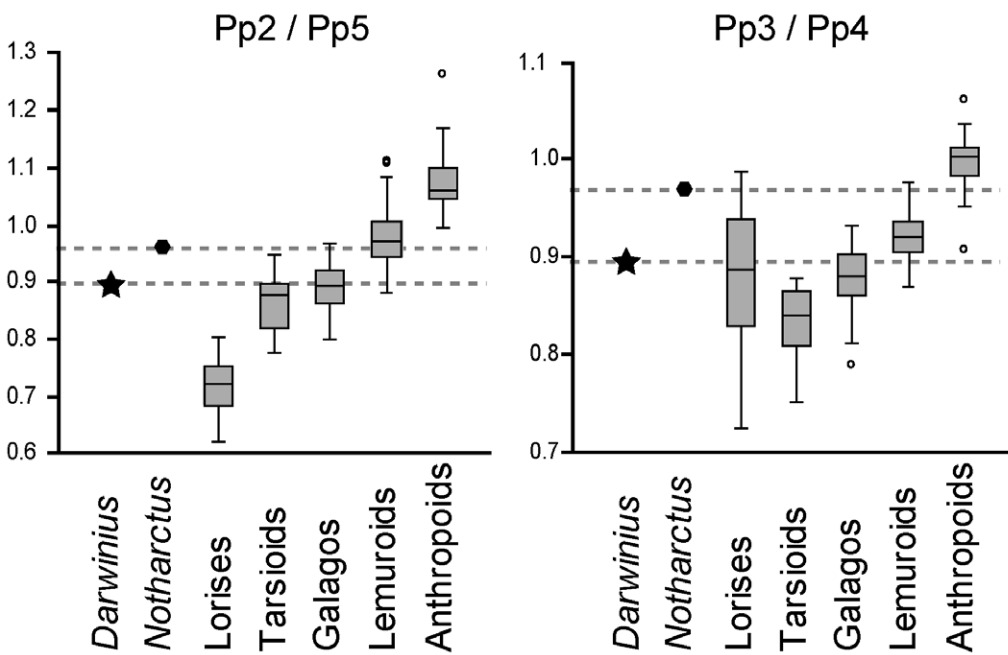 Pp2 / Pp5
1.3
1.2
1.1
1.0
0.9
0.8
0.7
0.6
Darwinius
Notharctus
Lorises
Tarsioids
Galagos
Lemuroids
Anthropoids
Pp3 / Pp4
1.1
1.0
0.9
0.8
0.7
Darwinius
Notharctus
Lorises
Tarsioids
Galagos
Lemuroids
Anthropoids